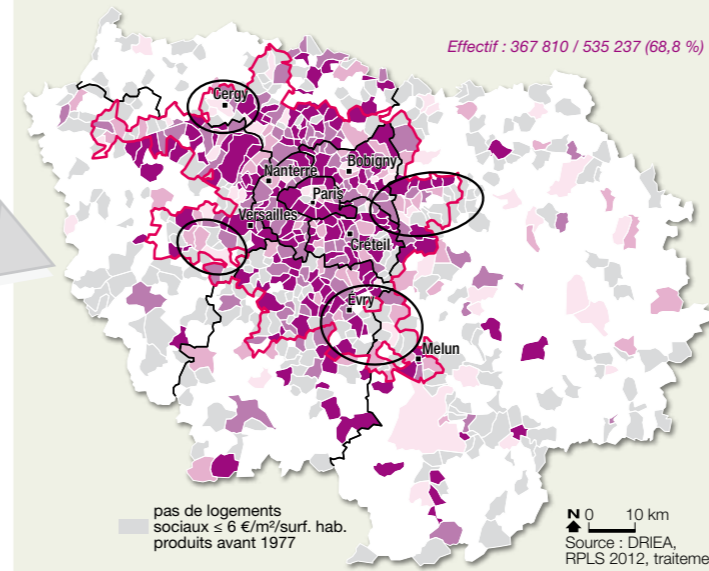 Effectif : 367 810 / 535 237 (68,8 %)
Cergy
Nanterre
Bobigny
Paris
Versailles
Créteil
Évry
Melun
pas de logements
sociaux ≤ 6 €/m²/surf. hab.
produits avant 1977
N 0 10 km
Source : DRIEA,
RPLS 2012, traiteme